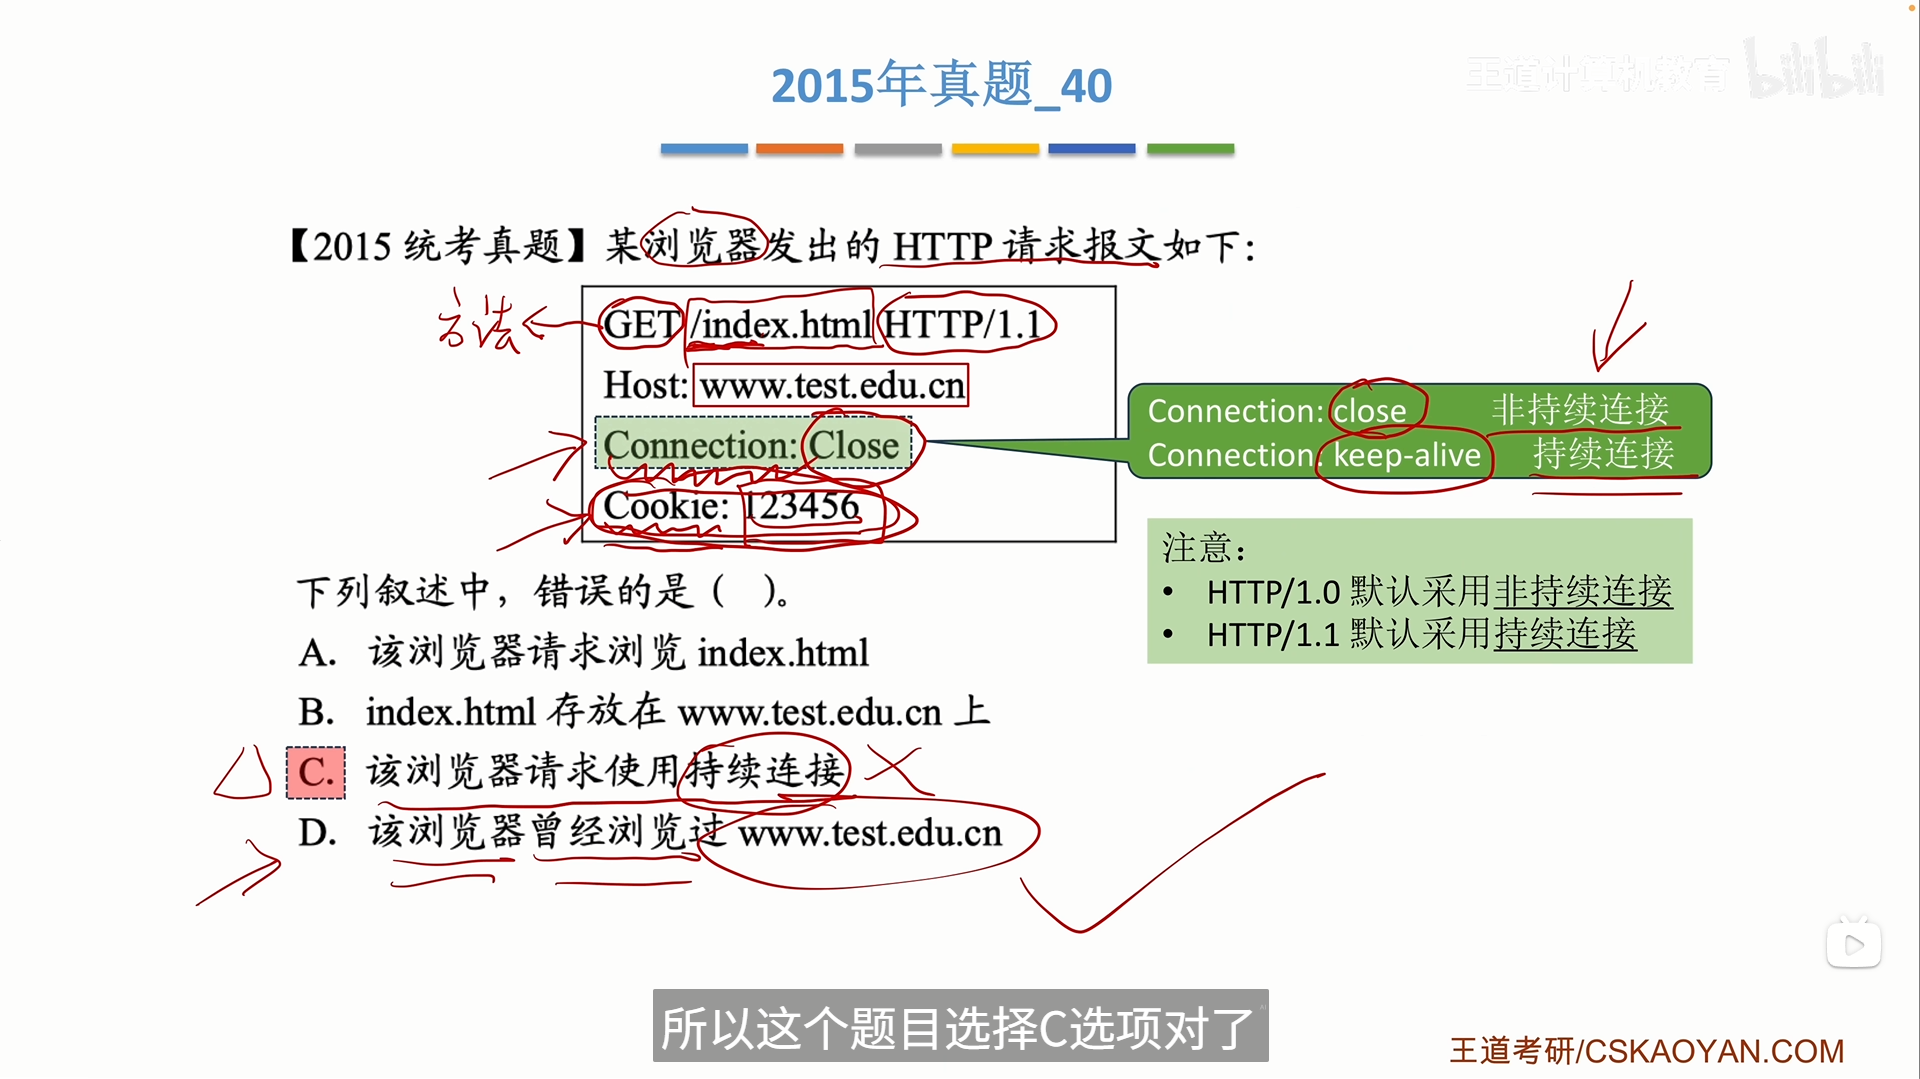 2015年真题_40
王道计算机教育 bilibili
【2015 统考真题】某浏览器发出的 HTTP 请求报文如下：
方法
GET /index.html HTTP/1.1
Host: www.test.edu.cn
Connection: Close
Cookie: 123456
Connection: close 非持续连接
Connection: keep-alive 持续连接
注意：
• HTTP/1.0 默认采用非持续连接
• HTTP/1.1 默认采用持续连接
下列叙述中，错误的是（ ）。
A. 该浏览器请求浏览 index.html
B. index.html 存放在 www.test.edu.cn 上
C. 该浏览器请求使用持续连接
D. 该浏览器曾经浏览过 www.test.edu.cn
所以这个题目选择C选项对了
王道考研/CSKAOYAN.COM